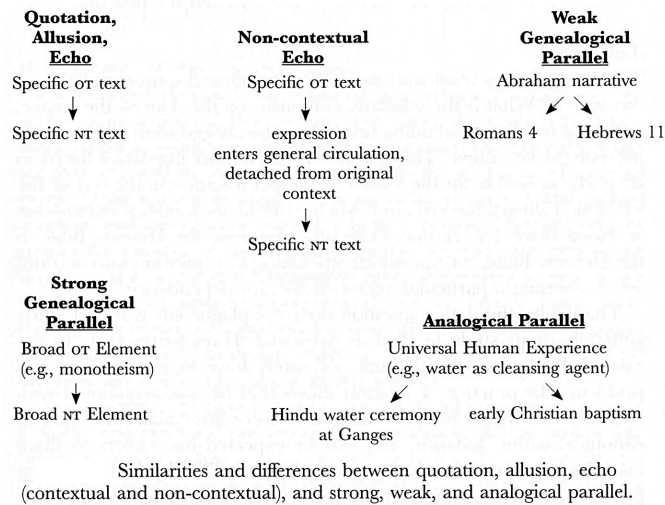 Quotation,
Allusion,
Echo
Specific OT text
Specific NT text
Non-contextual
Echo
Specific OT text
expression
enters general circulation,
detached from original
context
Specific NT text
Weak
Genealogical
Parallel
Abraham narrative
Romans 4 Hebrews 11
Strong
Genealogical
Parallel
Broad OT Element
(e.g., monotheism)
Broad NT Element
Analogical Parallel
Universal Human Experience
(e.g., water as cleansing agent)
Hindu water ceremony
at Ganges
early Christian baptism
Similarities and differences between quotation, allusion, echo
(contextual and non-contextual), and strong, weak, and analogical parallel.